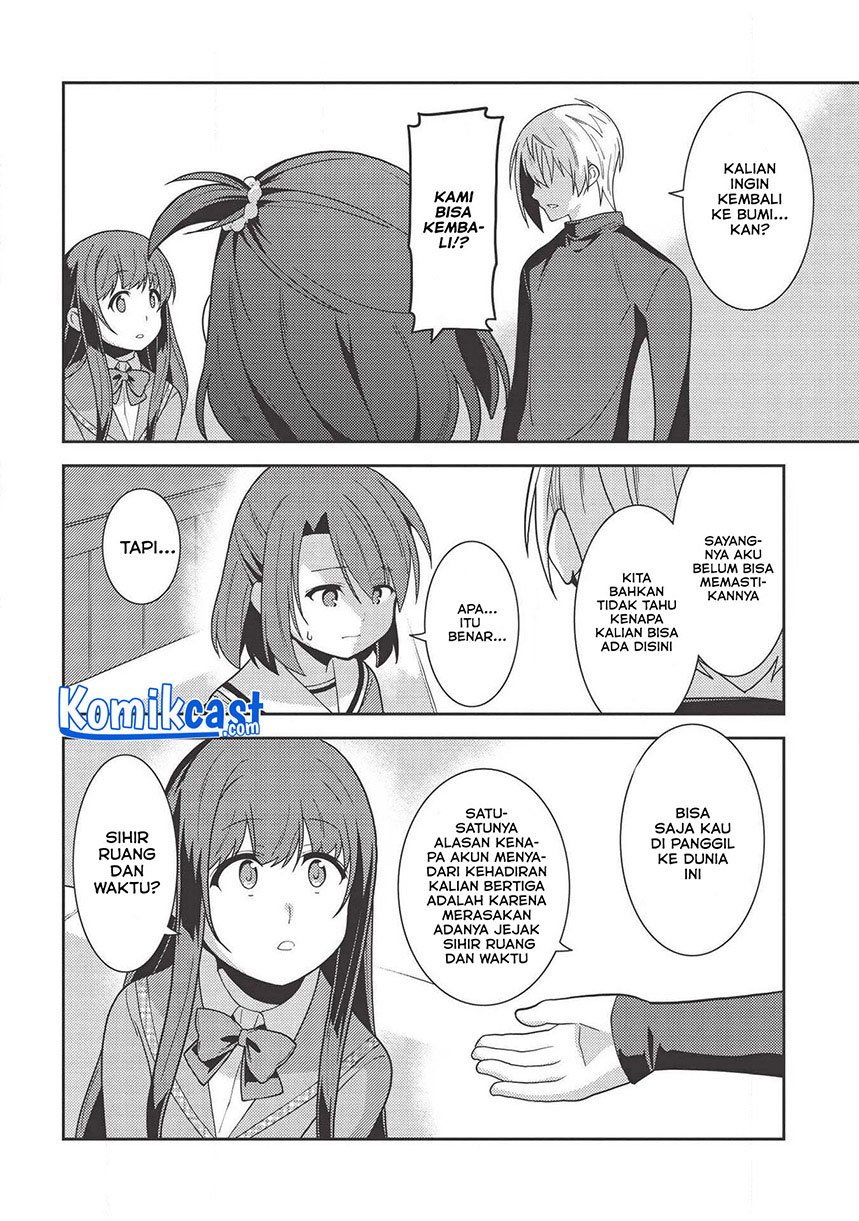 KALIAN
INGIN
KEMBALI
KE BUMI...
KAN?
KAMI
BISA
KEMBA-
LI!?
SAYANG-
NYA AKU
BELUM BISA
MEMASTI-
KANNYA
KITA
BAHKAN
TIDAK TAHU
KENAPA
KALIAN BISA
ADA DISINI
APA...
ITU
BENAR...
TAPI...
Komikcast
.com
BISA
SAJA KAU
DI PANGGIL
KE DUNIA
INI
SATU-
SATUNYA
ALASAN KENA-
PA AKUN MENYA-
DARI KEHADIRAN
KALIAN BERTIGA
ADALAH KARENA
MERASAKAN
ADANYA JEJAK
SIHIR RUANG
DAN WAKTU
SIHIR
RUANG
DAN
WAKTU?